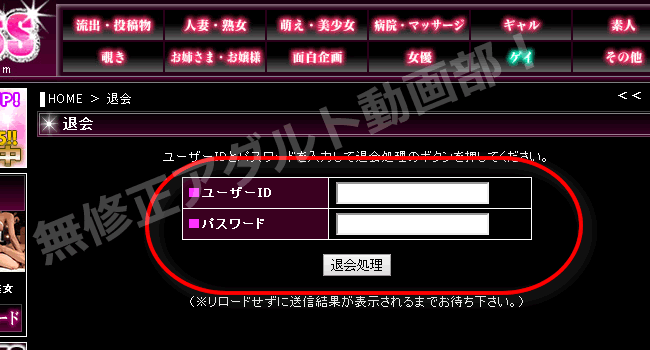 流出・投稿物 人妻・熟女 萌え・美少女 病院・マッサージ ギャル 素人
覗き お姉さま・お嬢様 面白企画 女優 ゲイ その他
m
HOME > 退会
<<
退会
ユーザーIDとパスワードを入力して退会処理のボタンを押してください。
■ユーザーID
■パスワード
退会処理
（※リロードせずに送信結果が表示されるまでお待ち下さい。）
無修正アダルト動画部！
P!
!!
中
女
ード